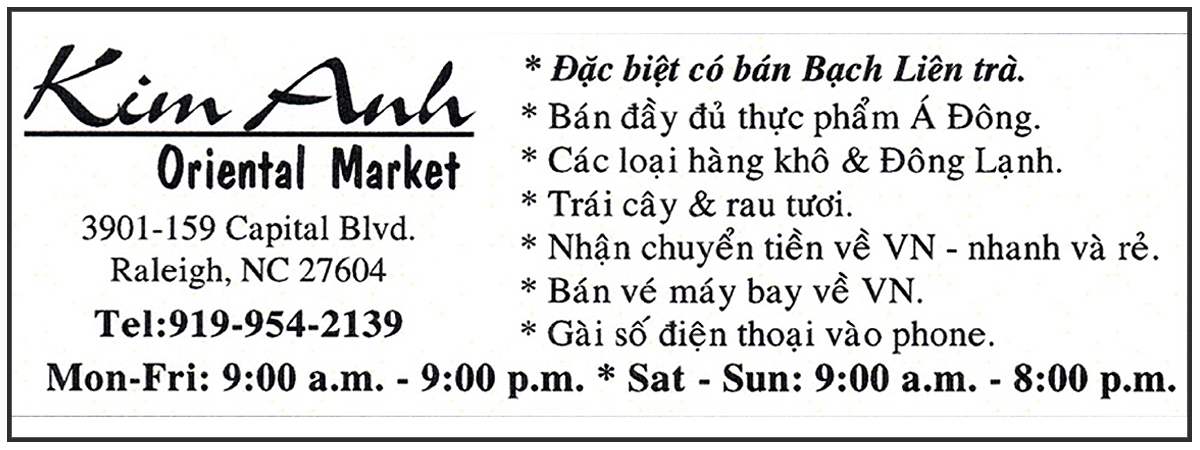 Kim Anh
Oriental Market
3901-159 Capital Blvd.
Raleigh, NC 27604
Tel:919-954-2139
* Đặc biệt có bán Bạch Liên trà.
* Bán đầy đủ thực phẩm Á Đông.
* Các loại hàng khô & Đông Lạnh.
* Trái cây & rau tươi.
* Nhận chuyển tiền về VN - nhanh và rẻ.
* Bán vé máy bay về VN.
* Gài số điện thoại vào phone.
Mon-Fri: 9:00 a.m. - 9:00 p.m. * Sat - Sun: 9:00 a.m. - 8:00 p.m.